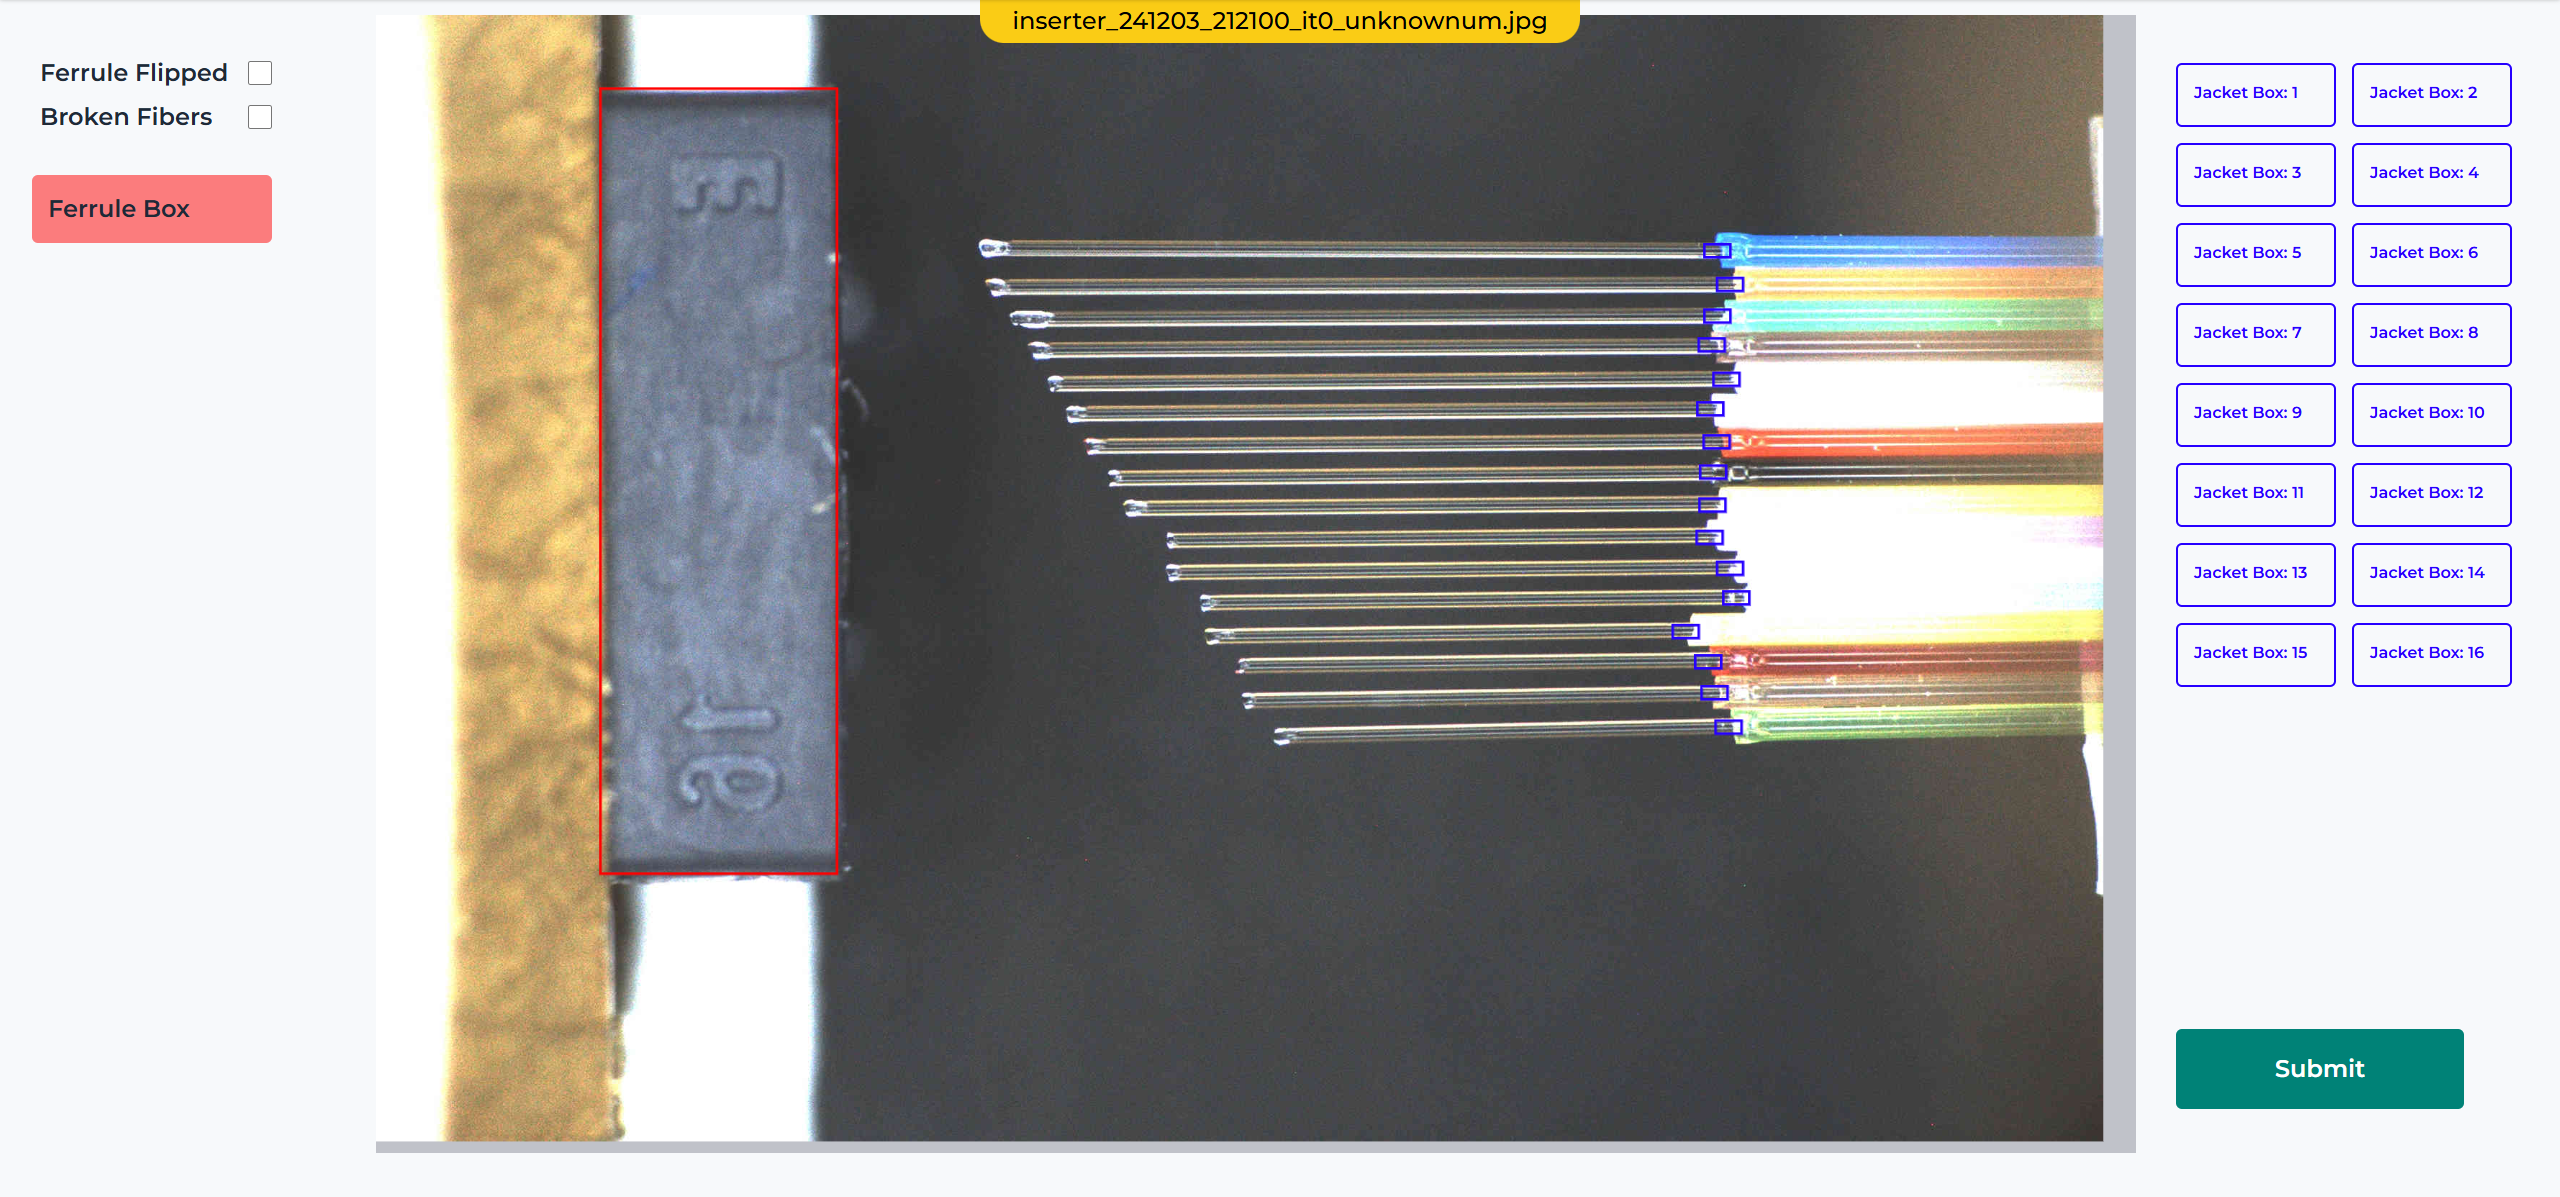 inserter_241203_212100_it0_unknownum.jpg
Ferrule Flipped
Broken Fibers
Ferrule Box
E
16
Jacket Box: 1
Jacket Box: 2
Jacket Box: 3
Jacket Box: 4
Jacket Box: 5
Jacket Box: 6
Jacket Box: 7
Jacket Box: 8
Jacket Box: 9
Jacket Box: 10
Jacket Box: 11
Jacket Box: 12
Jacket Box: 13
Jacket Box: 14
Jacket Box: 15
Jacket Box: 16
Submit